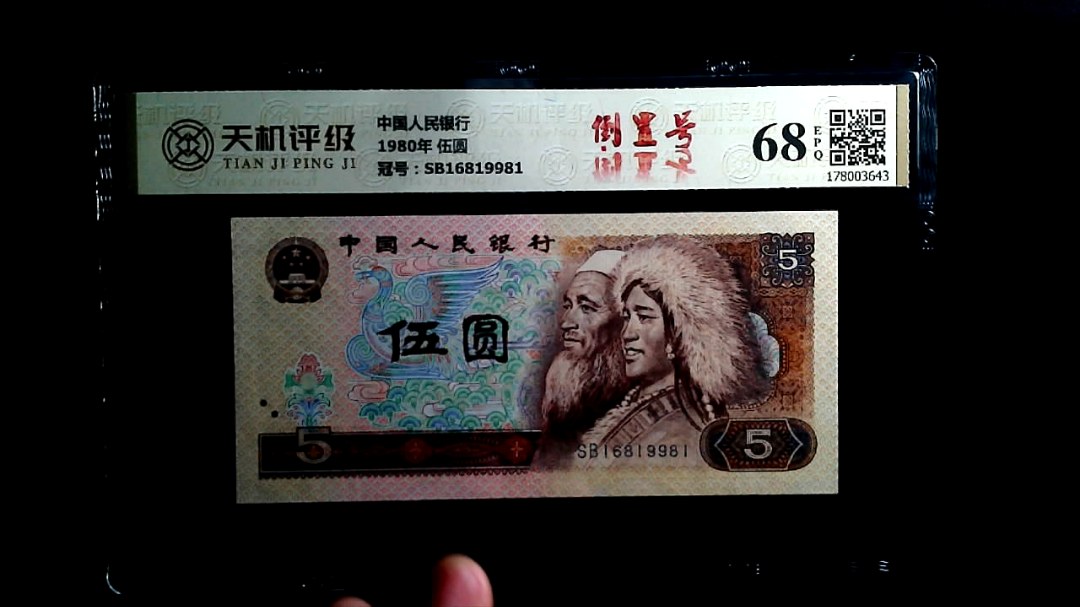 天机评级
TIAN JI PING JI
中国人民银行
1980年 伍圆
冠号：SB16819981
倒置号
68
EPQ
178003643
中国人民银行
5
伍圆
5
SB16819981
5